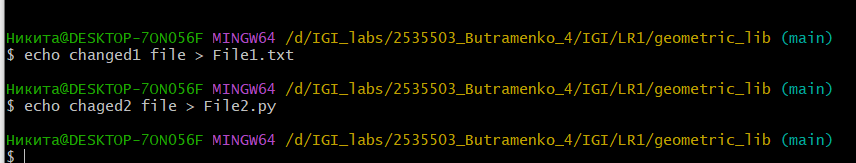 Никита@DESKTOP-7ON056F MINGW64 /d/IGI_labs/2535503_Butramenko_4/IGI/LR1/geometric_lib (main)
$ echo changed1 file > File1.txt
Никита@DESKTOP-7ON056F MINGW64 /d/IGI_labs/2535503_Butramenko_4/IGI/LR1/geometric_lib (main)
$ echo chaged2 file > File2.py
Никита@DESKTOP-7ON056F MINGW64 /d/IGI_labs/2535503_Butramenko_4/IGI/LR1/geometric_lib (main)
$